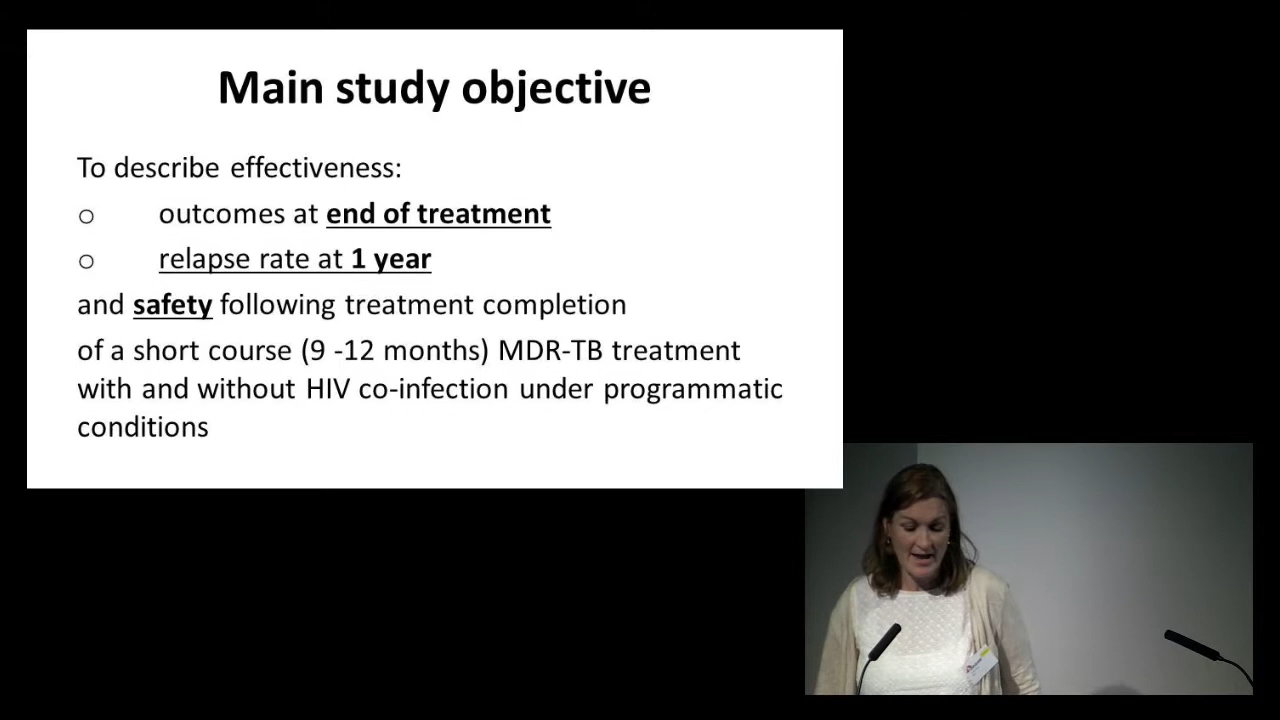 Main study objective
To describe effectiveness:
o outcomes at end of treatment
o relapse rate at 1 year
and safety following treatment completion
of a short course (9 -12 months) MDR-TB treatment
with and without HIV co-infection under programmatic
conditions